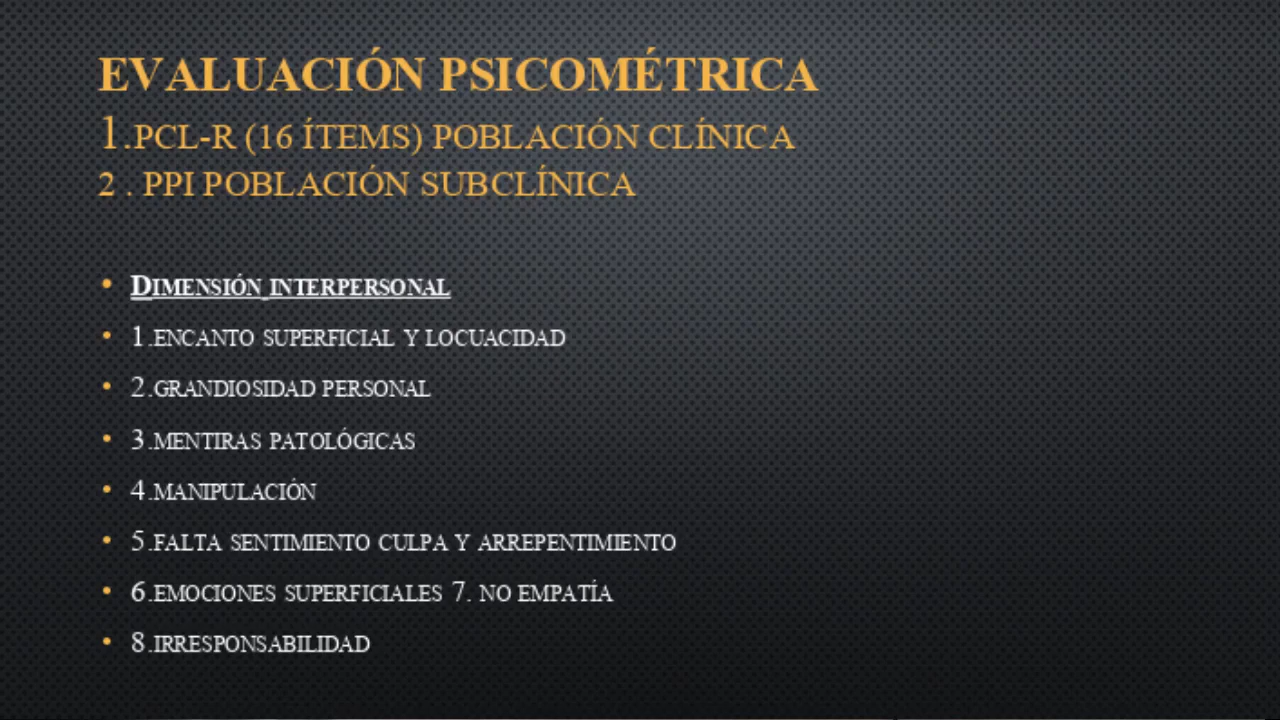 EVALUACIÓN PSICOMÉTRICA
1.PCL-R (16 ÍTEMS) POBLACIÓN CLÍNICA
2 . PPI POBLACIÓN SUBCLÍNICA
• DIMENSIÓN INTERPERSONAL
• 1.ENCANTO SUPERFICIAL Y LOCUACIDAD
• 2.GRANDIOSIDAD PERSONAL
• 3.MENTIRAS PATOLÓGICAS
• 4.MANIPULACIÓN
• 5.FALTA SENTIMIENTO CULPA Y ARREPENTIMIENTO
• 6.EMOCIONES SUPERFICIALES 7. NO EMPATÍA
• 8.IRRESPONSABILIDAD